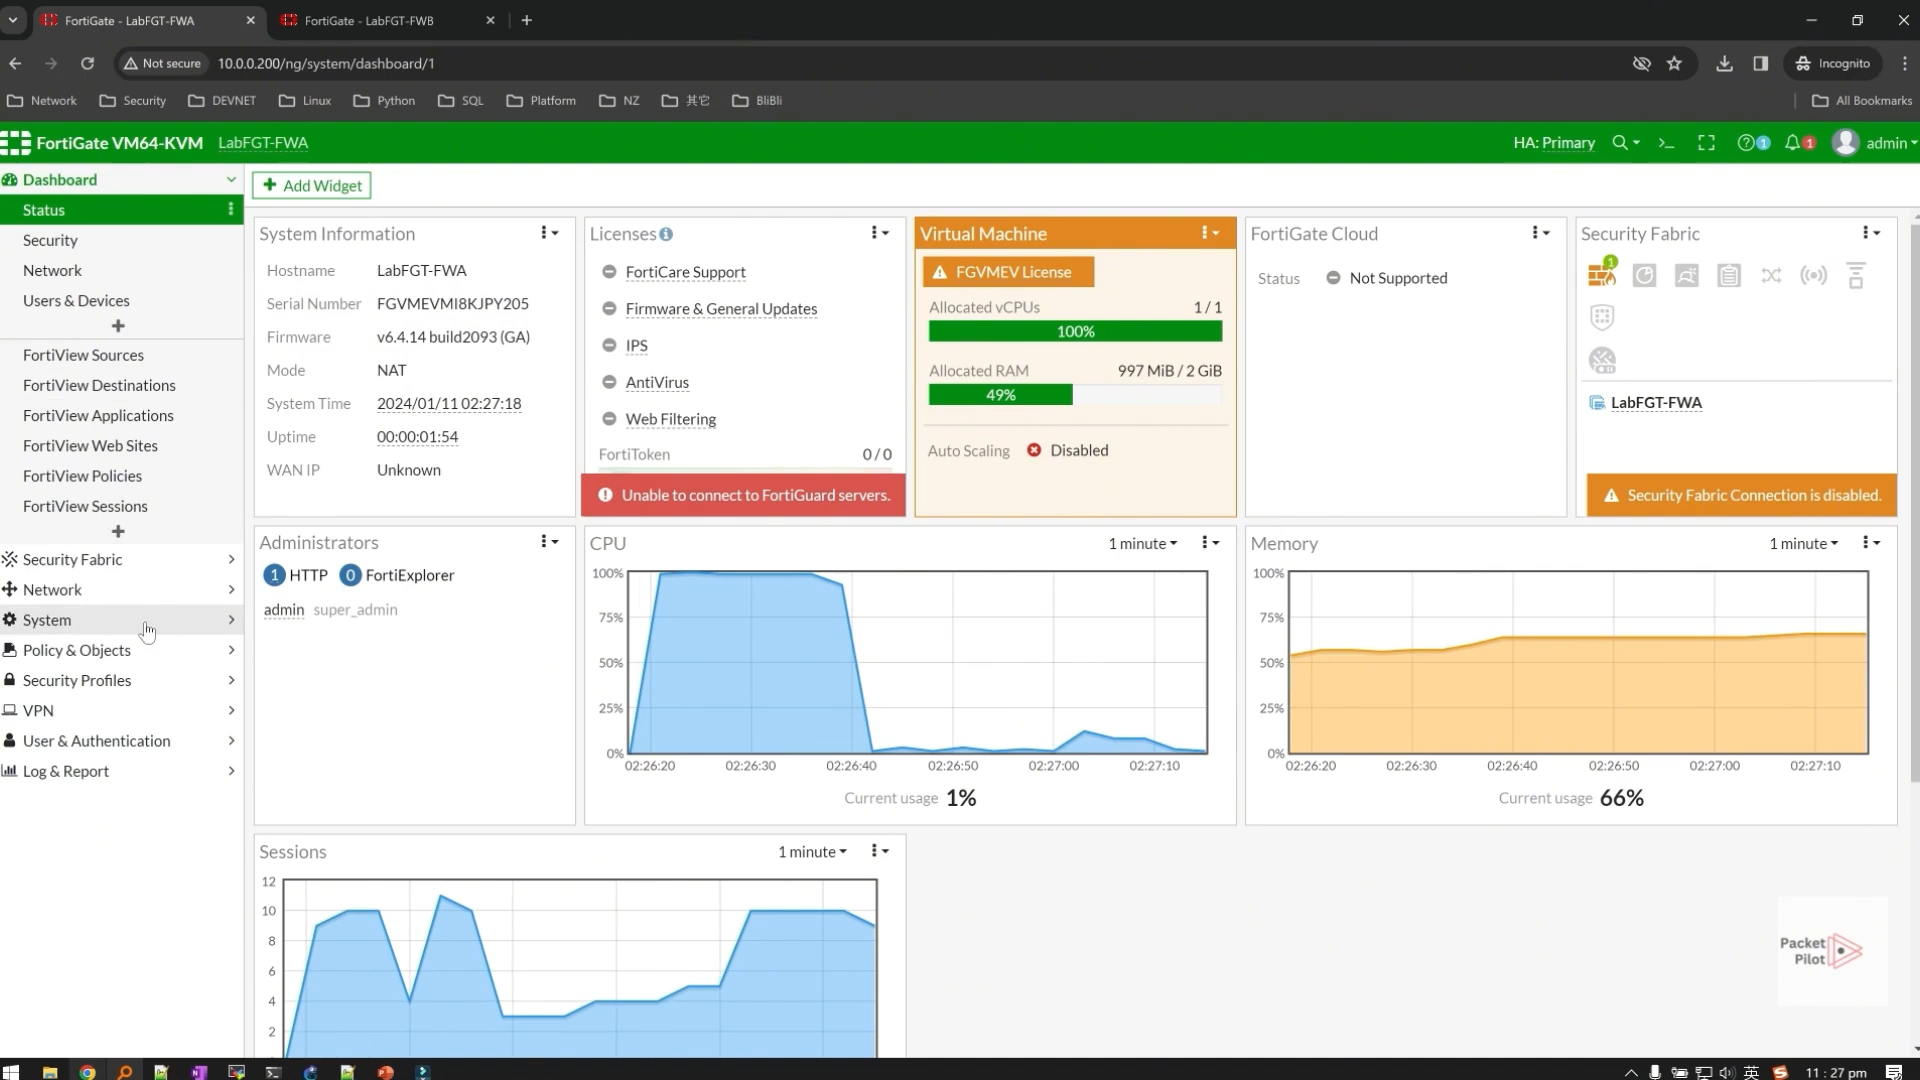 FortiGate - LabFGT-FWA
FortiGate - LabFGT-FWB
Not secure
10.0.0.200/ng/system/dashboard/1
Incognito
Network
Security
DEVNET
Linux
Python
SQL
Platform
NZ
其它
BliBli
All Bookmarks
FortiGate VM64-KVM
LabFGT-FWA
HA: Primary
1
1
admin
Dashboard
Status
Security
Network
Users & Devices
FortiView Sources
FortiView Destinations
FortiView Applications
FortiView Web Sites
FortiView Policies
FortiView Sessions
Security Fabric
Network
System
Policy & Objects
Security Profiles
VPN
User & Authentication
Log & Report
Add Widget
System Information
Hostname LabFGT-FWA
Serial Number FGVMEVMI8KJPY205
Firmware v6.4.14 build2093 (GA)
Mode NAT
System Time 2024/01/11 02:27:18
Uptime 00:00:01:54
WAN IP Unknown
Licenses
FortiCare Support
Firmware & General Updates
IPS
AntiVirus
Web Filtering
FortiToken 0 / 0
Unable to connect to FortiGuard servers.
Virtual Machine
FGVMEV License
Allocated vCPUs 1 / 1
100%
Allocated RAM 997 MiB / 2 GiB
49%
Auto Scaling Disabled
FortiGate Cloud
Status Not Supported
Security Fabric
1
LabFGT-FWA
Security Fabric Connection is disabled.
Administrators
1 HTTP 0 FortiExplorer
admin super_admin
CPU
1 minute
100%
75%
50%
25%
0%
02:26:20 02:26:30 02:26:40 02:26:50 02:27:00 02:27:10
Current usage 1%
Memory
1 minute
100%
75%
50%
25%
0%
02:26:20 02:26:30 02:26:40 02:26:50 02:27:00 02:27:10
Current usage 66%
Sessions
1 minute
12
10
8
6
4
2
Packet
Pilot
英
11 : 27 pm